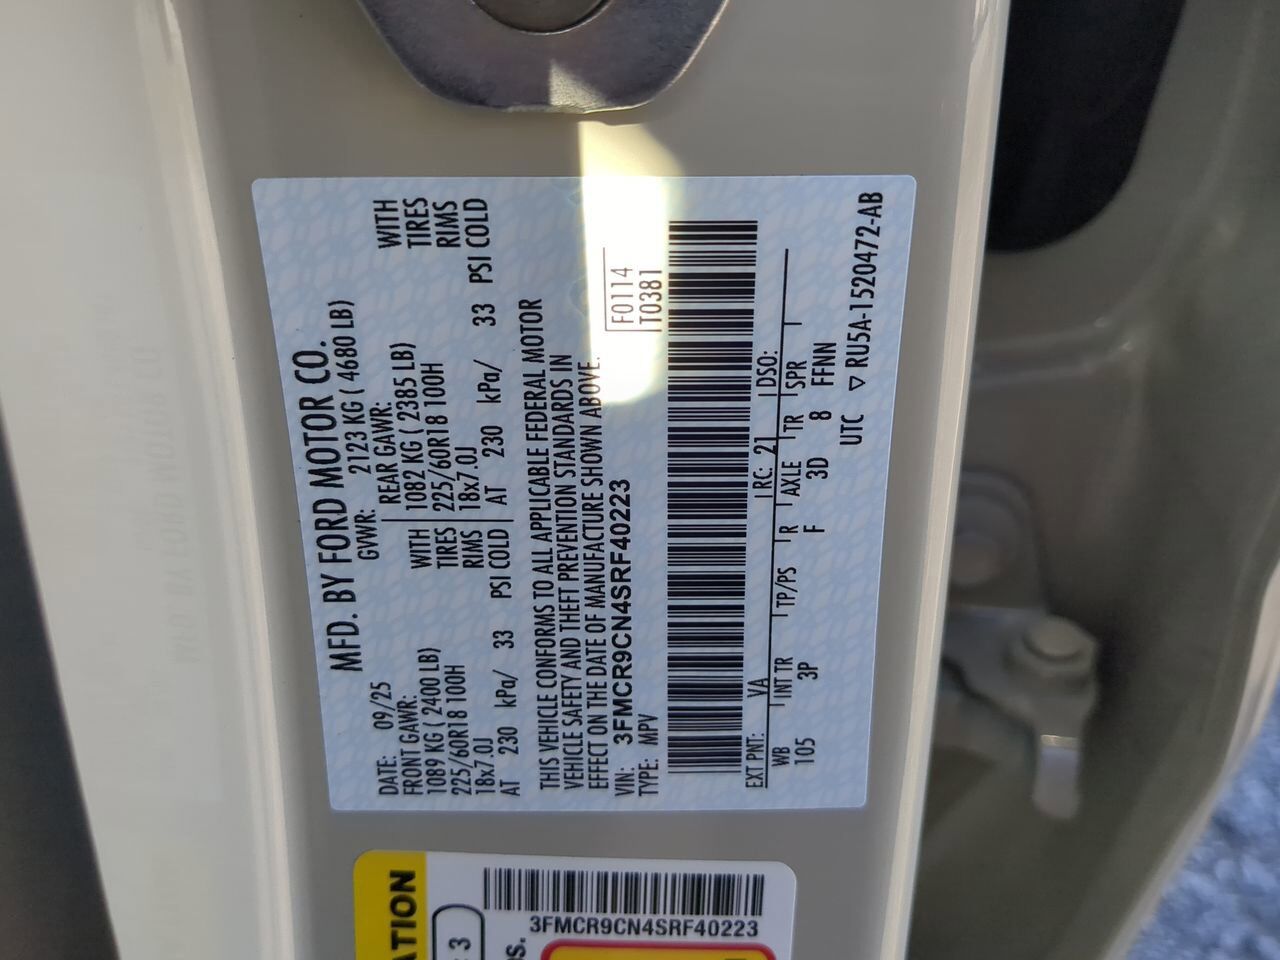 MFD. BY FORD MOTOR CO.
DATE: 09/25 GVWR: 2123 KG ( 4680 LB)
FRONT GAWR: REAR GAWR:
1089 KG ( 2400 LB) WITH 1082 KG ( 2385 LB) WITH
225/60R18 100H TIRES 225/60R18 100H TIRES
18x7.0J RIMS 18x7.0J RIMS
AT 230 kPa/ 33 PSI COLD AT 230 kPa/ 33 PSI COLD
THIS VEHICLE CONFORMS TO ALL APPLICABLE FEDERAL MOTOR
VEHICLE SAFETY AND THEFT PREVENTION STANDARDS IN
EFFECT ON THE DATE OF MANUFACTURE SHOWN ABOVE.
VIN: 3FMCR9CN4SRF40223 F0114
TYPE: MPV T0381
EXT PNT: VA RC: 21 DSO:
WB INT TR TP/PS R AXLE TR SPR
105 3P F 3D 8 FFNN
UTC ▽ RU5A-1520472-AB
ATION
3
3FMCR9CN4SRF40223